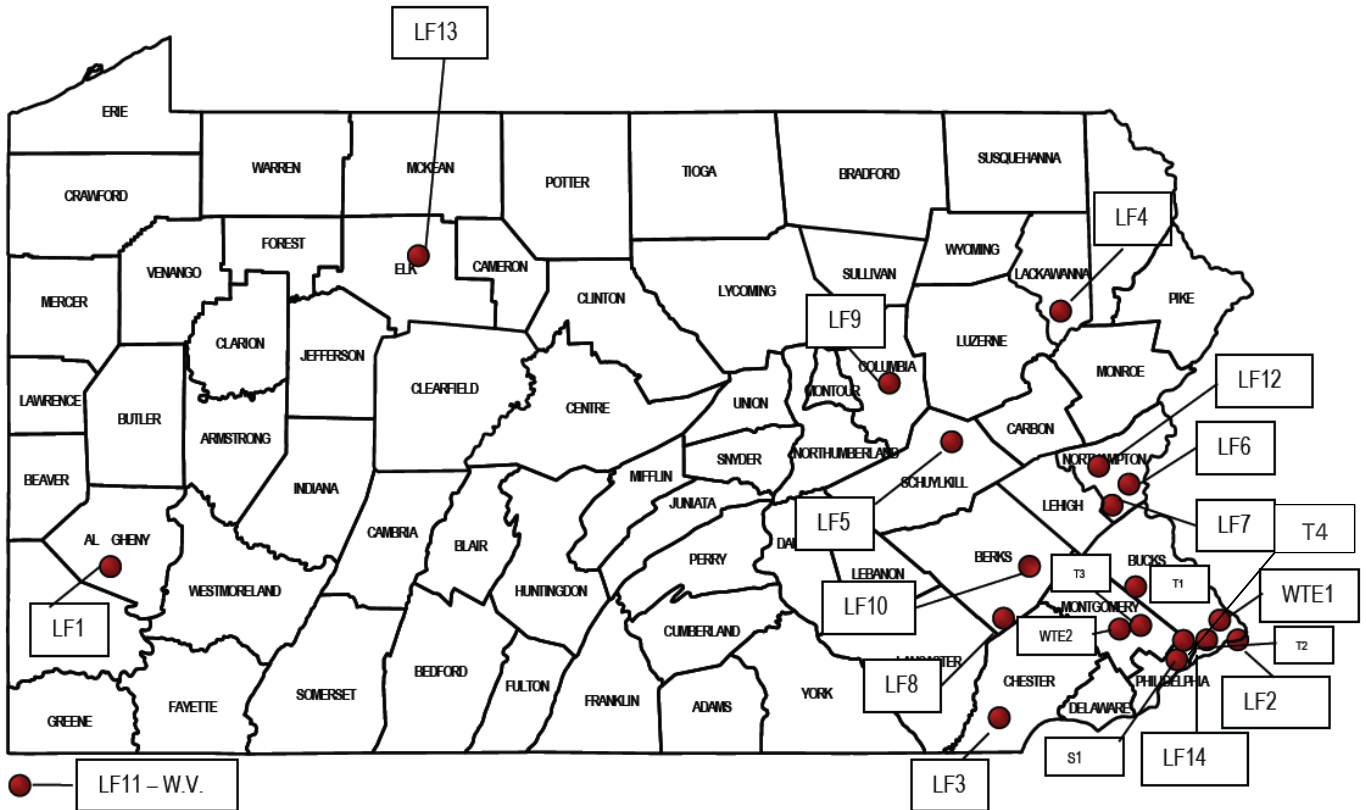 LF13
ERIE
WARREN
MCKEAN
POTTER
TIOGA
BRADFORD
SUSQUEHANNA
CRAWFORD
LF4
FOREST
ELK
CAMERON
VENANGO
SULLIVAN
WYOMING
LACKAWANNA
MERCER
CLINTON
LYCOMING
PIKE
LF9
CLARION
JEFFERSON
LUZERNE
COLUMBIA
MONROE
LAWRENCE
CLEARFIELD
MONTOUR
LF12
BUTLER
ARMSTRONG
CENTRE
UNION
CARBON
BEAVER
INDIANA
MIFFLIN
SNYDER
NORTHUMBERLAND
NORTHAMPTON
LF6
SCHUYLKILL
JUNIATA
LEHIGH
LF7
LF5
T4
AL GHENY
CAMBRIA
BLAIR
PERRY
DA
LEBANON
BERKS
BUCKS
T3
T1
WESTMORELAND
HUNTINGDON
LF10
WTE1
LF1
CUMBERLAND
MONTGOMERY
WTE2
T2
LANCASTER
BEDFORD
FULTON
FRANKLIN
ADAMS
YORK
LF8
CHESTER
PHILADELPHIA
GREENE
FAYETTE
SOMERSET
DELAWARE
LF2
S1
LF14
LF3
LF11 – W.V.